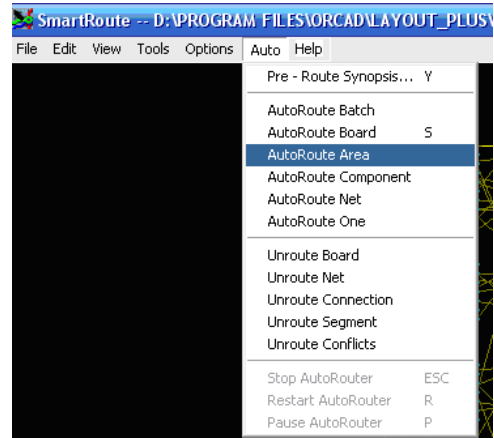 SmartRoute -- D:\PROGRAM FILES\ORCAD\LAYOUT_PLUS\
File Edit View Tools Options Auto Help
Pre - Route Synopsis... Y
AutoRoute Batch
AutoRoute Board S
AutoRoute Area
AutoRoute Component
AutoRoute Net
AutoRoute One
Unroute Board
Unroute Net
Unroute Connection
Unroute Segment
Unroute Conflicts
Stop AutoRouter ESC
Restart AutoRouter R
Pause AutoRouter P